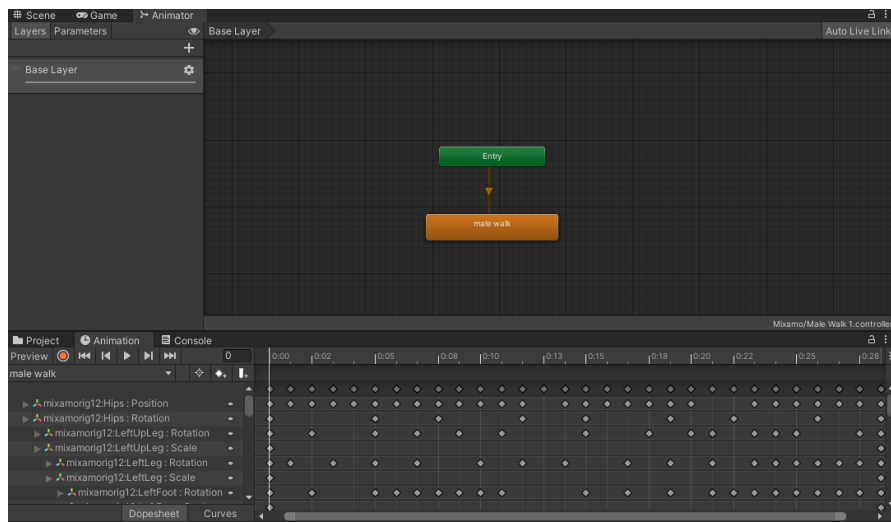 Scene Game Animator
Layers Parameters Base Layer Auto Live Link
Base Layer
Entry
male walk
Mixamo/Male Walk 1.controller
Project Animation Console
Preview 0 0:00 0:02 0:05 0:08 0:10 0:13 0:15 0:18 0:20 0:22 0:25 0:28
male walk
mixamorig12:Hips : Position
mixamorig12:Hips : Rotation
mixamorig12:LeftUpLeg : Rotation
mixamorig12:LeftUpLeg : Scale
mixamorig12:LeftLeg : Rotation
mixamorig12:LeftLeg : Scale
mixamorig12:LeftFoot : Rotation
Dopesheet Curves